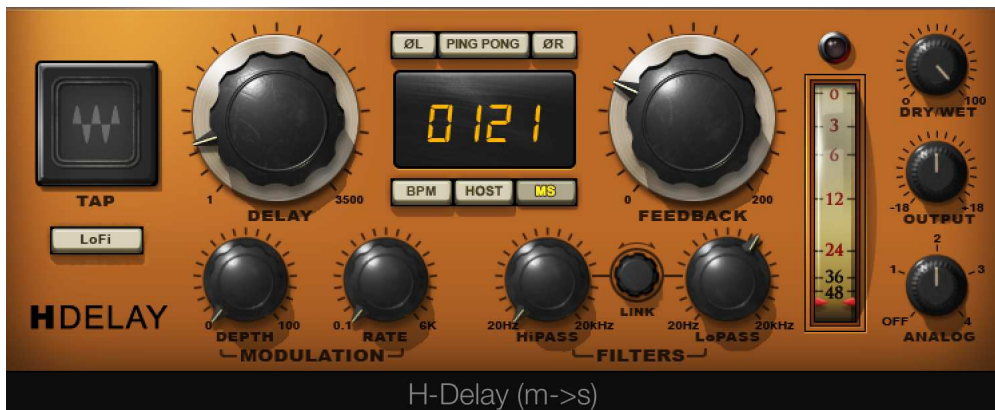 ØL PING PONG ØR
0121
BPM HOST MS
TAP
LoFi
1 3500
DELAY
0 200
FEEDBACK
0
3
6
12
24
36
48
0 100
DRY/WET
-18 +18
OUTPUT
OFF 1 2 3 4
ANALOG
0 100
DEPTH
0.1 6K
RATE
MODULATION
20Hz 20kHz
HiPASS
LINK
20Hz 20kHz
LoPASS
FILTERS
HDELAY
H-Delay (m->s)